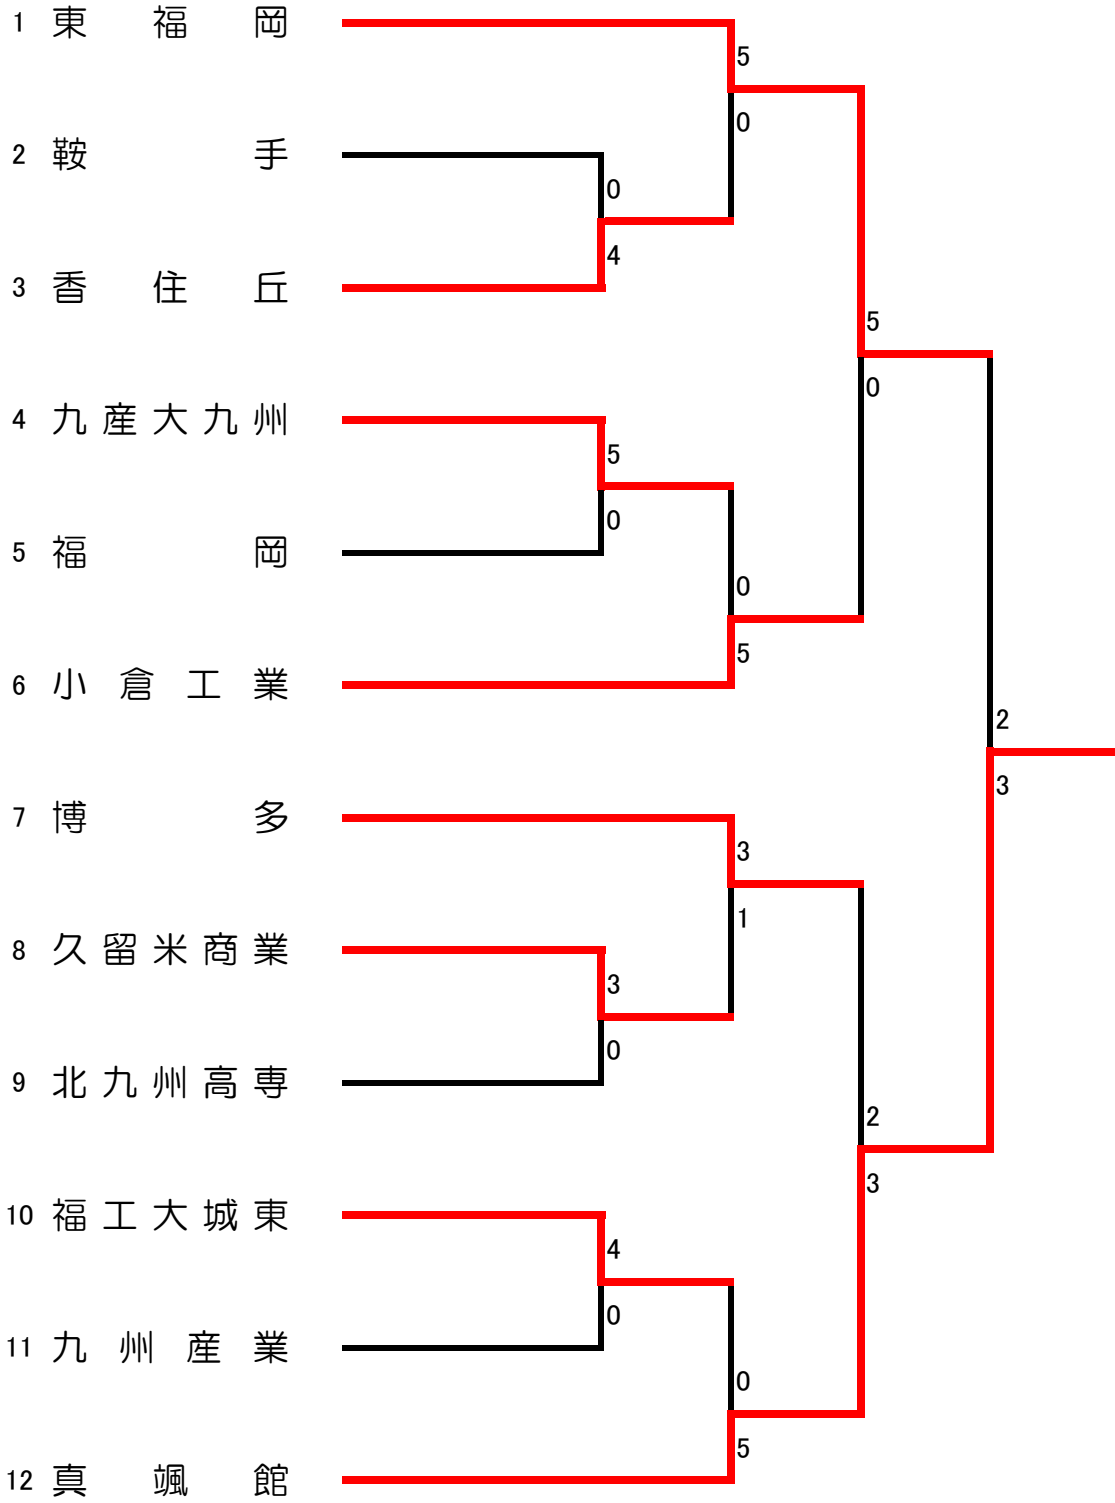 1 東福岡
5
0
2 鞍手
0
4
3 香住丘
5
0
4 九産大九州
5
0
5 福岡
0
5
6 小倉工業
2
3
7 博多
3
1
8 久留米商業
3
0
9 北九州高専
2
3
10 福工大城東
4
0
11 九州産業
0
5
12 真颯館